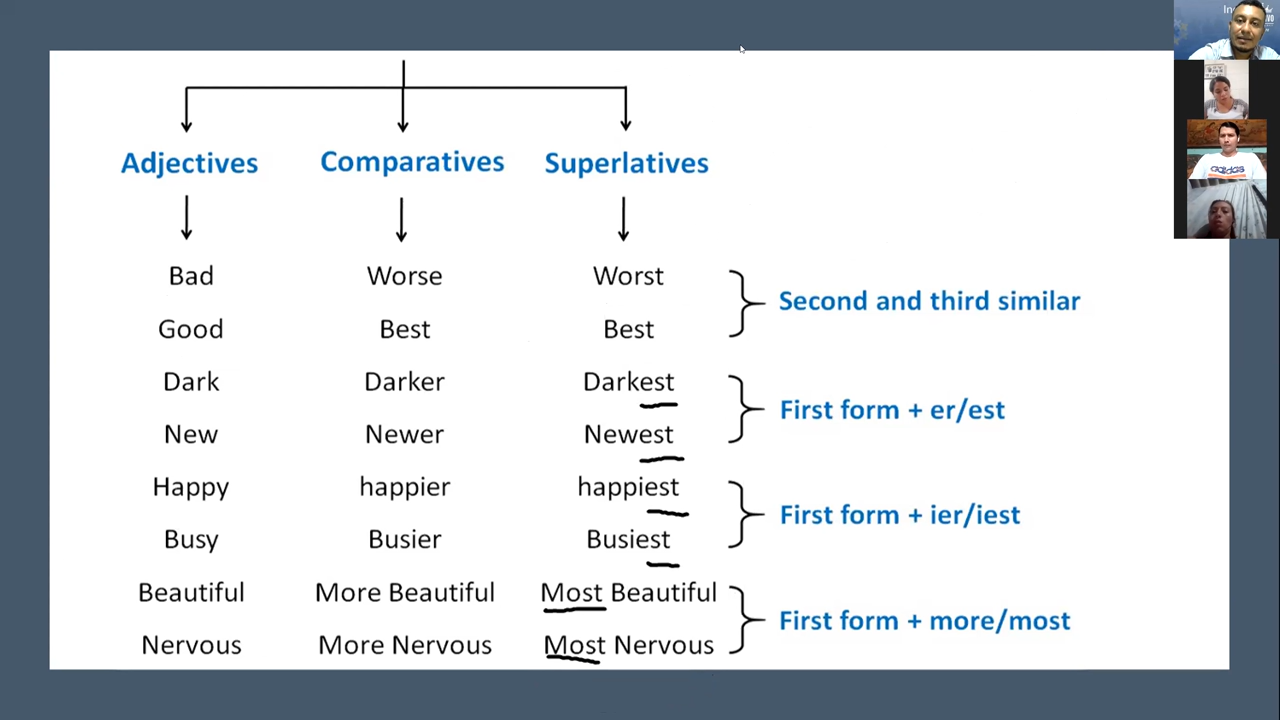 Adjectives Comparatives Superlatives
Bad Worse Worst Second and third similar
Good Best Best
Dark Darker Darkest First form + er/est
New Newer Newest
Happy happier happiest First form + ier/iest
Busy Busier Busiest
Beautiful More Beautiful Most Beautiful First form + more/most
Nervous More Nervous Most Nervous
adidas